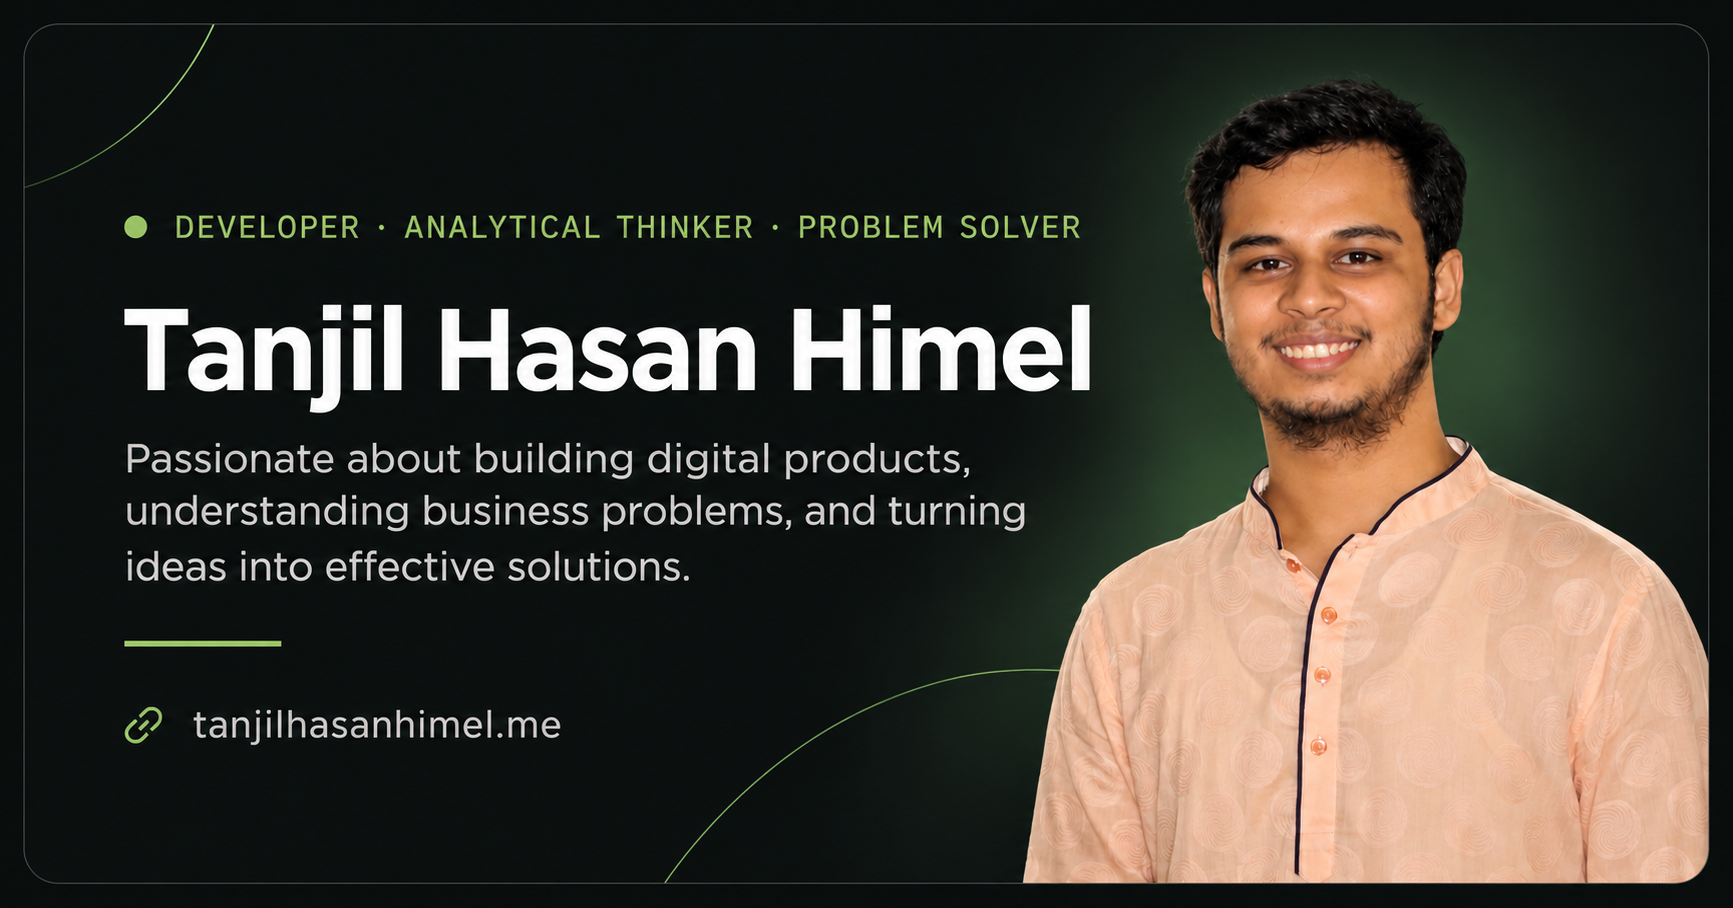 DEVELOPER · ANALYTICAL THINKER · PROBLEM SOLVER
Tanjil Hasan Himel
Passionate about building digital products,
understanding business problems, and turning
ideas into effective solutions.
tanjilhasanhimel.me